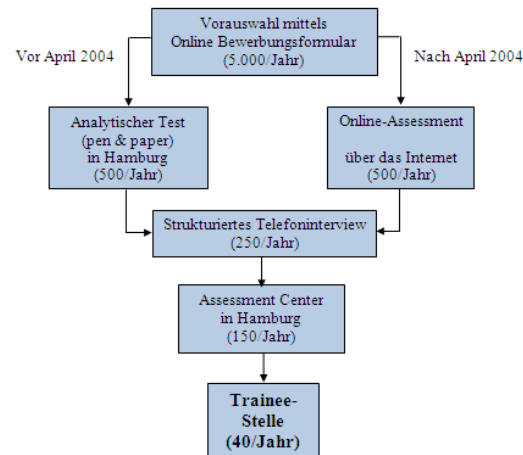 Vorauswahl mittels
Online Bewerbungsformular
(5.000/Jahr)
Vor April 2004
Nach April 2004
Analytischer Test
(pen & paper)
in Hamburg
(500/Jahr)
Online-Assessment
über das Internet
(500/Jahr)
Strukturiertes Telefoninterview
(250/Jahr)
Assessment Center
in Hamburg
(150/Jahr)
Trainee-
Stelle
(40/Jahr)